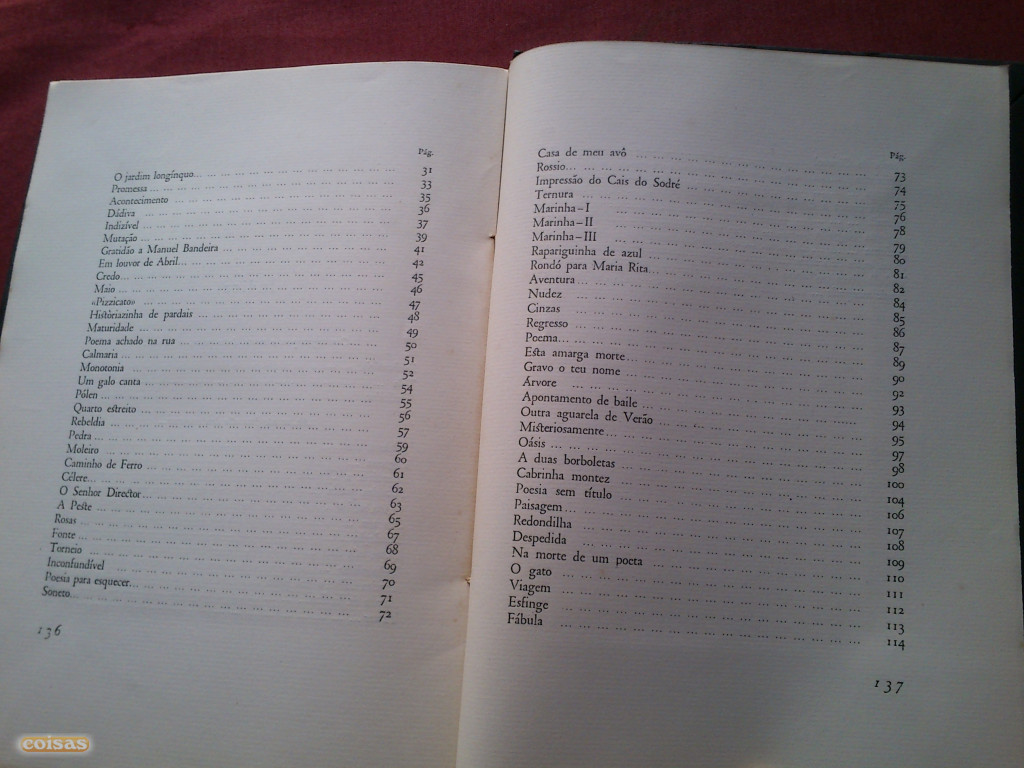 Pág.
O jardim longínquo... 31
Promessa ... 33
Acontecimento ... 35
Dádiva ... 36
Indizível ... 37
Mutação ... 39
Gratidão a Manuel Bandeira ... 41
Em louvor de Abril... 42
Credo... 45
Maio ... 46
«Pizzicato» ... 47
Històriazinha de pardais ... 48
Maturidade ... 49
Poema achado na rua ... 50
Calmaria ... 51
Monotonia ... 52
Um galo canta ... 54
Pólen ... 55
Quarto estreito ... 56
Rebeldia ... 57
Pedra ... 59
Moleiro ... 60
Caminho de Ferro ... 61
Célere... 62
O Senhor Director... 63
A Peste ... 65
Rosas ... 67
Fonte ... 68
Torneio ... 69
Inconfundível ... 70
Poesia para esquecer... 71
Soneto... 72
136
Pág.
Casa de meu avô ... 73
Rossio... 74
Impressão do Cais do Sodré ... 75
Ternura ... 76
Marinha–I ... 78
Marinha–II ... 79
Marinha–III ... 80
Rapariguinha de azul ... 81
Rondó para Maria Rita... 82
Aventura ... 84
Nudez ... 85
Cinzas ... 86
Regresso ... 87
Poema... 89
Esta amarga morte... 90
Gravo o teu nome ... 92
Árvore ... 93
Apontamento de baile ... 94
Outra aguarela de Verão ... 95
Misteriosamente... 97
Oásis ... 98
A duas borboletas ... 100
Cabrinha montez ... 104
Poesia sem título ... 106
Paisagem... 107
Redondilha ... 108
Despedida ... 109
Na morte de um poeta ... 110
O gato ... 111
Viagem ... 112
Esfinge ... 113
Fábula ... 114
137
coisas